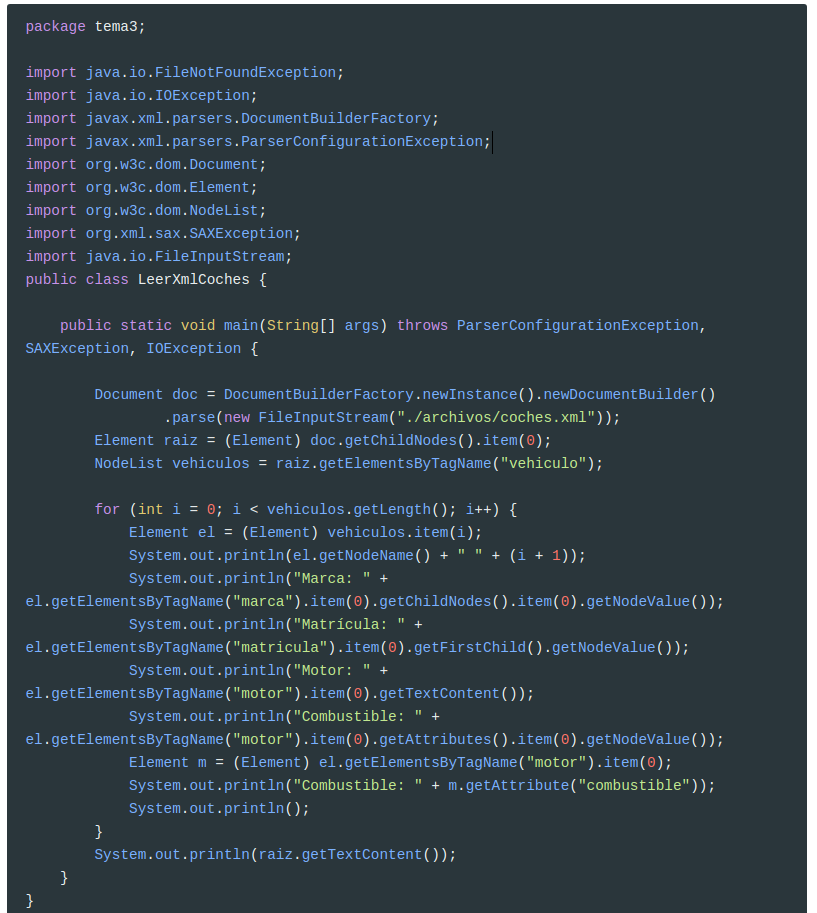 package tema3;
import java.io.FileNotFoundException;
import java.io.IOException;
import javax.xml.parsers.DocumentBuilderFactory;
import javax.xml.parsers.ParserConfigurationException;
import org.w3c.dom.Document;
import org.w3c.dom.Element;
import org.w3c.dom.NodeList;
import org.xml.sax.SAXException;
import java.io.FileInputStream;
public class LeerXmlCoches {
    public static void main(String[] args) throws ParserConfigurationException,
SAXException, IOException {
        Document doc = DocumentBuilderFactory.newInstance().newDocumentBuilder()
                .parse(new FileInputStream("./archivos/coches.xml"));
        Element raiz = (Element) doc.getChildNodes().item(0);
        NodeList vehiculos = raiz.getElementsByTagName("vehiculo");
        for (int i = 0; i < vehiculos.getLength(); i++) {
            Element el = (Element) vehiculos.item(i);
            System.out.println(el.getNodeName() + " " + (i + 1));
            System.out.println("Marca: " +
el.getElementsByTagName("marca").item(0).getChildNodes().item(0).getNodeValue());
            System.out.println("Matrícula: " +
el.getElementsByTagName("matricula").item(0).getFirstChild().getNodeValue());
            System.out.println("Motor: " +
el.getElementsByTagName("motor").item(0).getTextContent());
            System.out.println("Combustible: " +
el.getElementsByTagName("motor").item(0).getAttributes().item(0).getNodeValue());
            Element m = (Element) el.getElementsByTagName("motor").item(0);
            System.out.println("Combustible: " + m.getAttribute("combustible"));
            System.out.println();
        }
        System.out.println(raiz.getTextContent());
    }
}